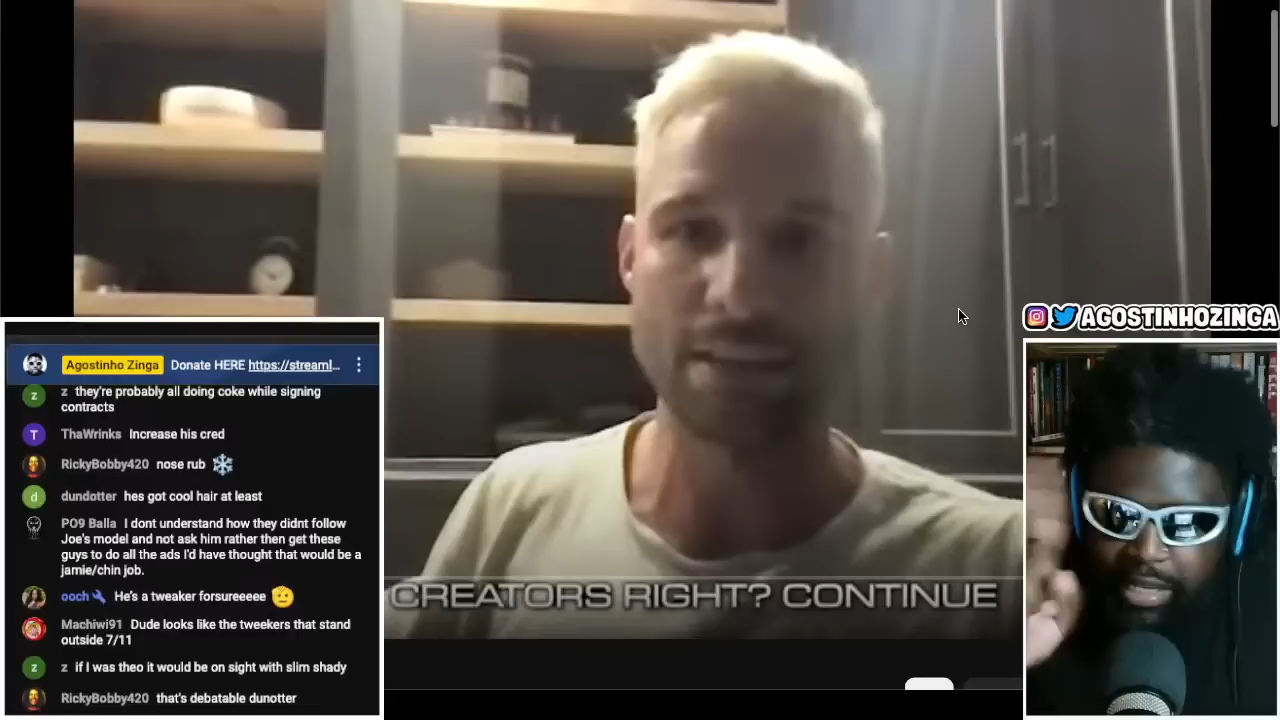 CREATORS RIGHT? CONTINUE
AGOSTINHOZINGA
Agostinho Zinga Donate HERE https://streaml...
z they're probably all doing coke while signing
contracts
T ThaWrinks Increase his cred
RickyBobby420 nose rub
d dundotter hes got cool hair at least
PO9 Balla I dont understand how they didnt follow
Joe's model and not ask him rather then get these
guys to do all the ads I'd have thought that would be a
jamie/chin job.
ooch He's a tweaker forsureeeee
Machiwi91 Dude looks like the tweekers that stand
outside 7/11
z z if I was theo it would be on sight with slim shady
RickyBobby420 that's debatable dunotter